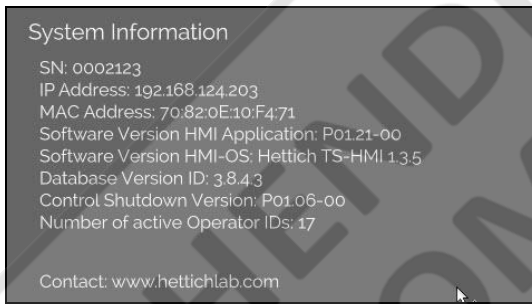 System Information
SN: 0002123
IP Address: 192.168.124.203
MAC Address: 70:82:0E:10:F4:71
Software Version HMI Application: P01.21-00
Software Version HMI-OS: Hettich TS-HMI 1.3.5
Database Version ID: 3.8.4.3
Control Shutdown Version: P01.06-00
Number of active Operator IDs: 17
Contact: www.hettichlab.com